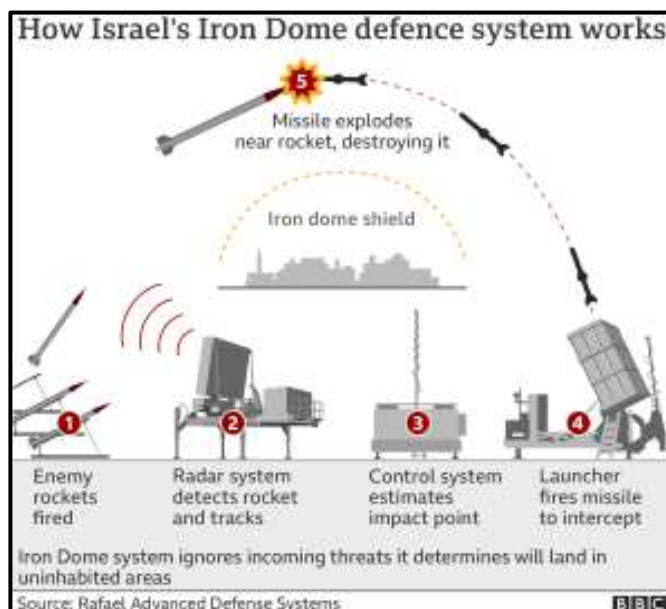 How Israel's Iron Dome defence system works
5
Missile explodes
near rocket, destroying it
Iron dome shield
1
2
3
4
Enemy
rockets
fired
Radar system
detects rocket
and tracks
Control system
estimates
impact point
Launcher
fires missile
to intercept
Iron Dome system ignores incoming threats it determines will land in
uninhabited areas
Source: Rafael Advanced Defense Systems
BBC